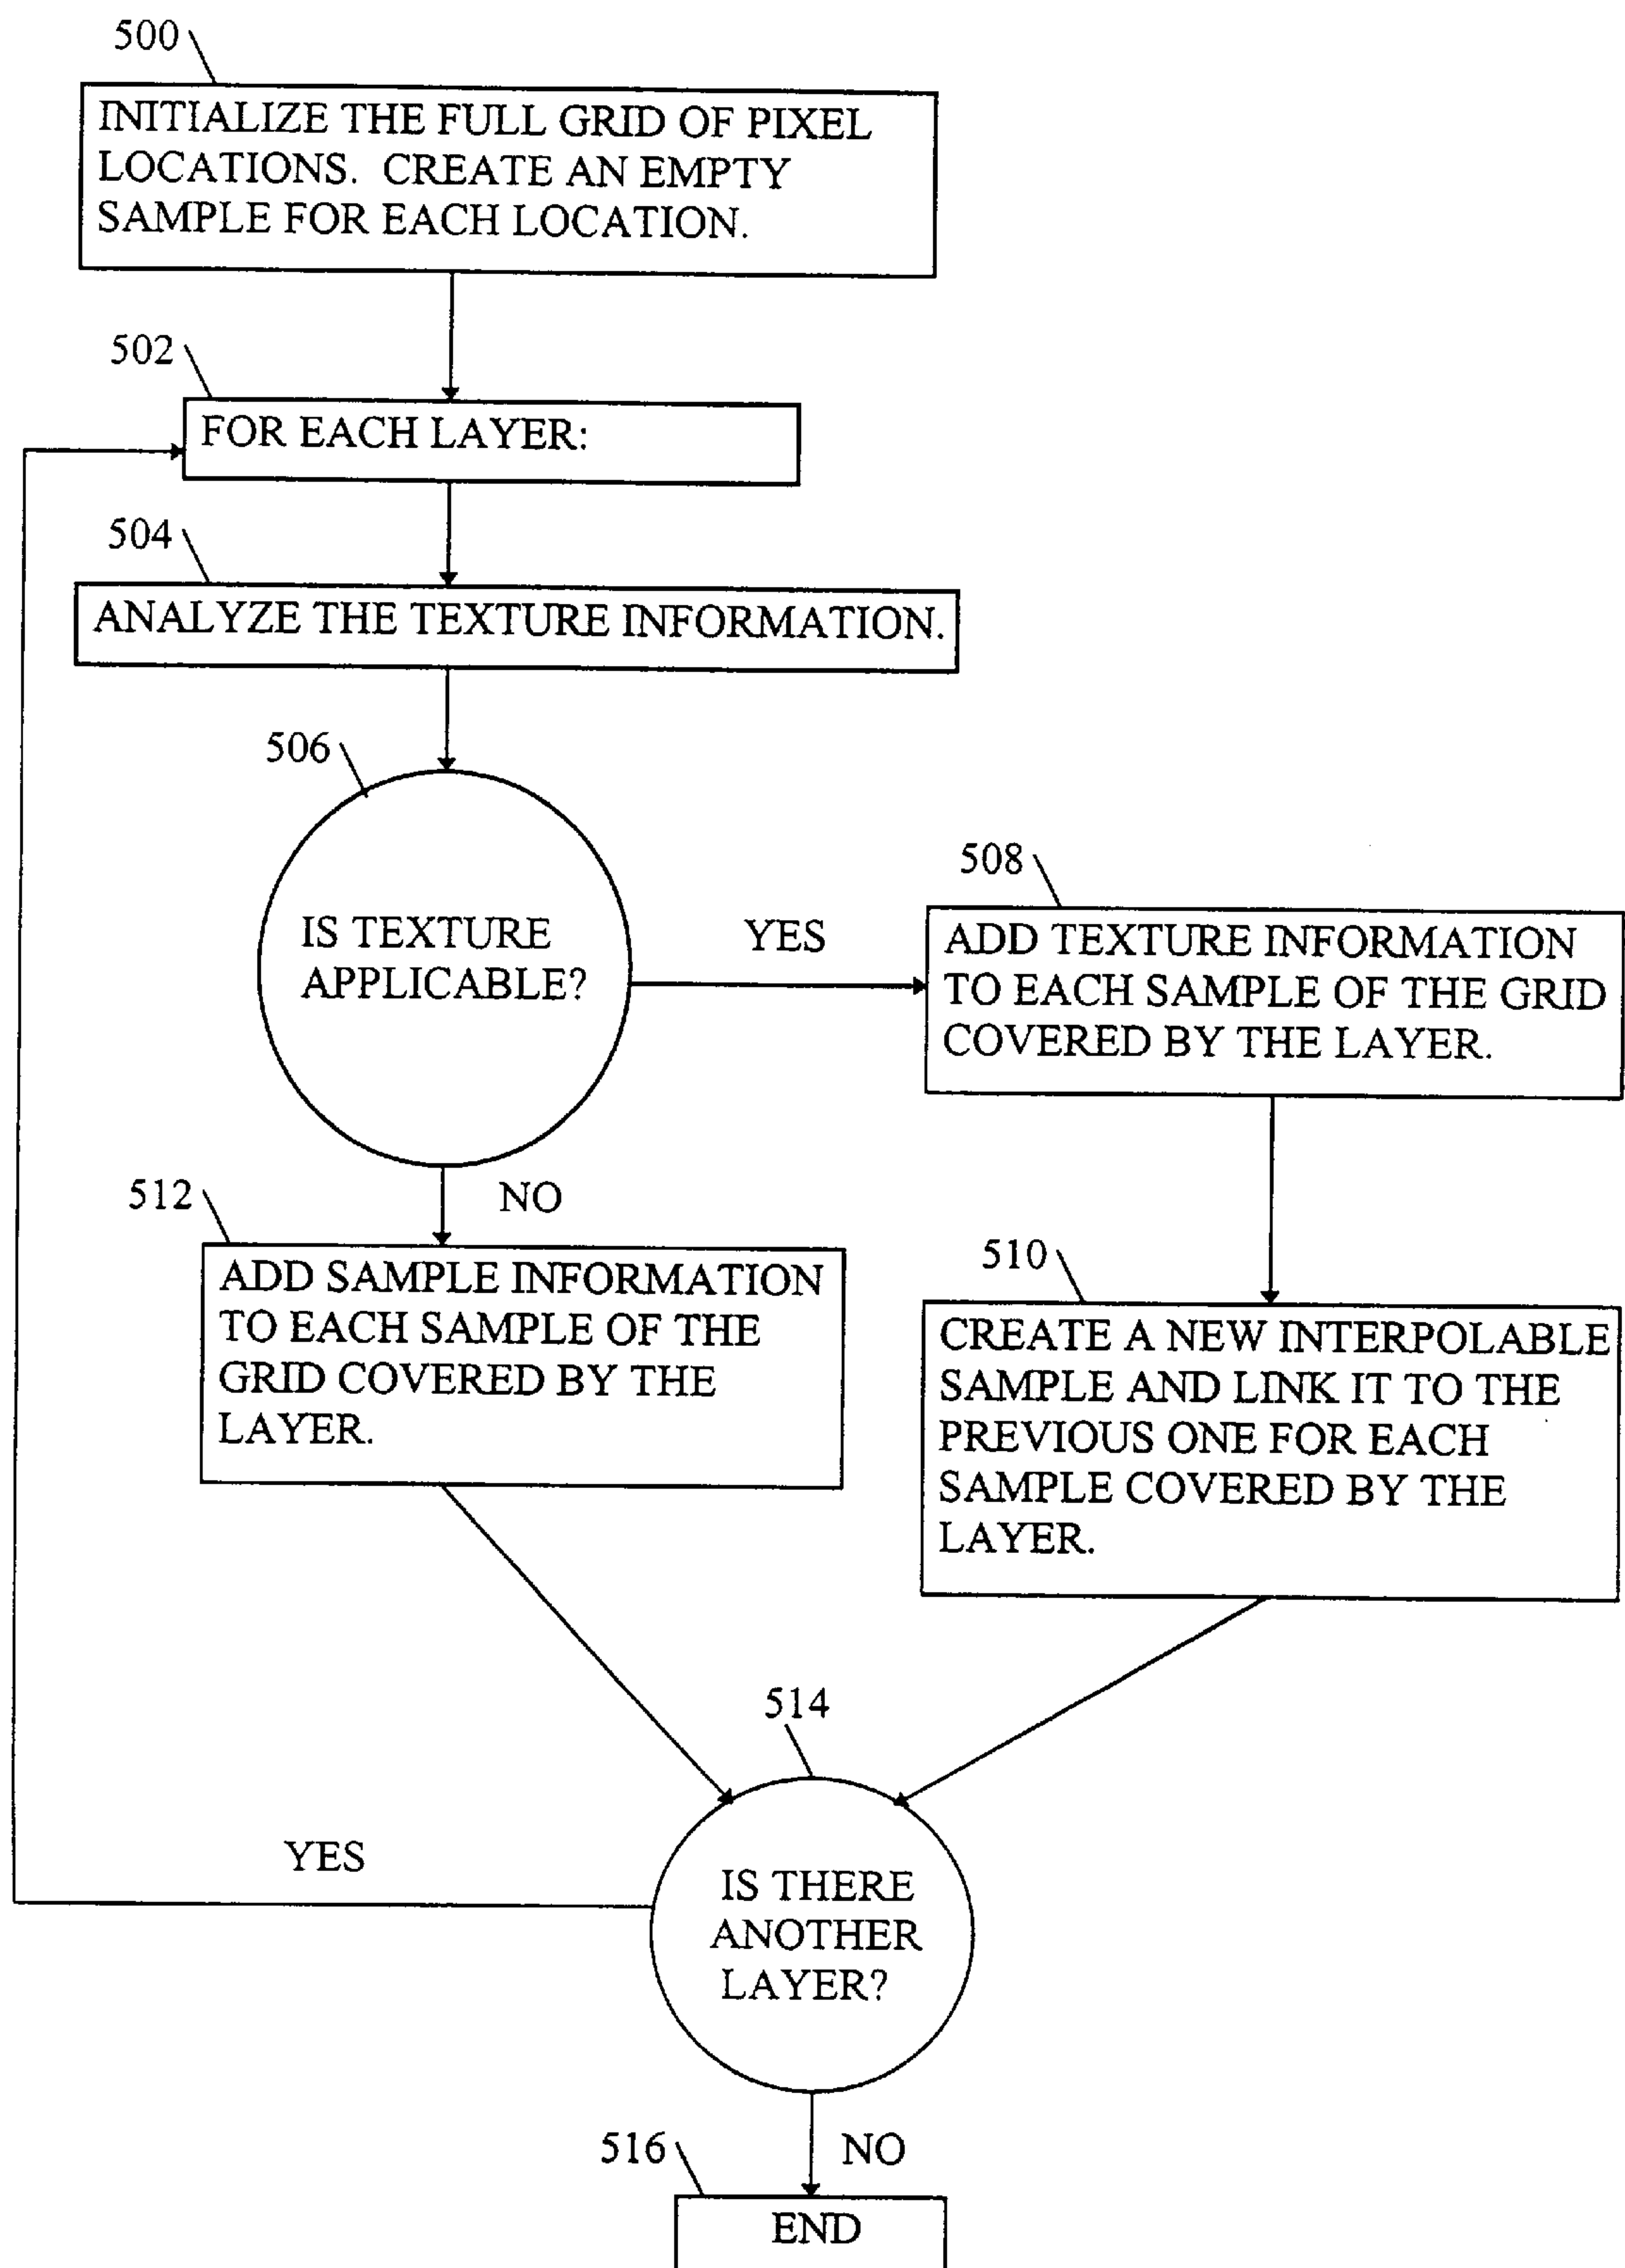 500
INITIALIZE THE FULL GRID OF PIXEL
LOCATIONS. CREATE AN EMPTY
SAMPLE FOR EACH LOCATION.
502
FOR EACH LAYER:
504
ANALYZE THE TEXTURE INFORMATION.
506
IS TEXTURE
APPLICABLE?
YES
508
ADD TEXTURE INFORMATION
TO EACH SAMPLE OF THE GRID
COVERED BY THE LAYER.
NO
512
ADD SAMPLE INFORMATION
TO EACH SAMPLE OF THE
GRID COVERED BY THE
LAYER.
510
CREATE A NEW INTERPOLABLE
SAMPLE AND LINK IT TO THE
PREVIOUS ONE FOR EACH
SAMPLE COVERED BY THE
LAYER.
514
IS THERE
ANOTHER
LAYER?
YES
NO
516
END